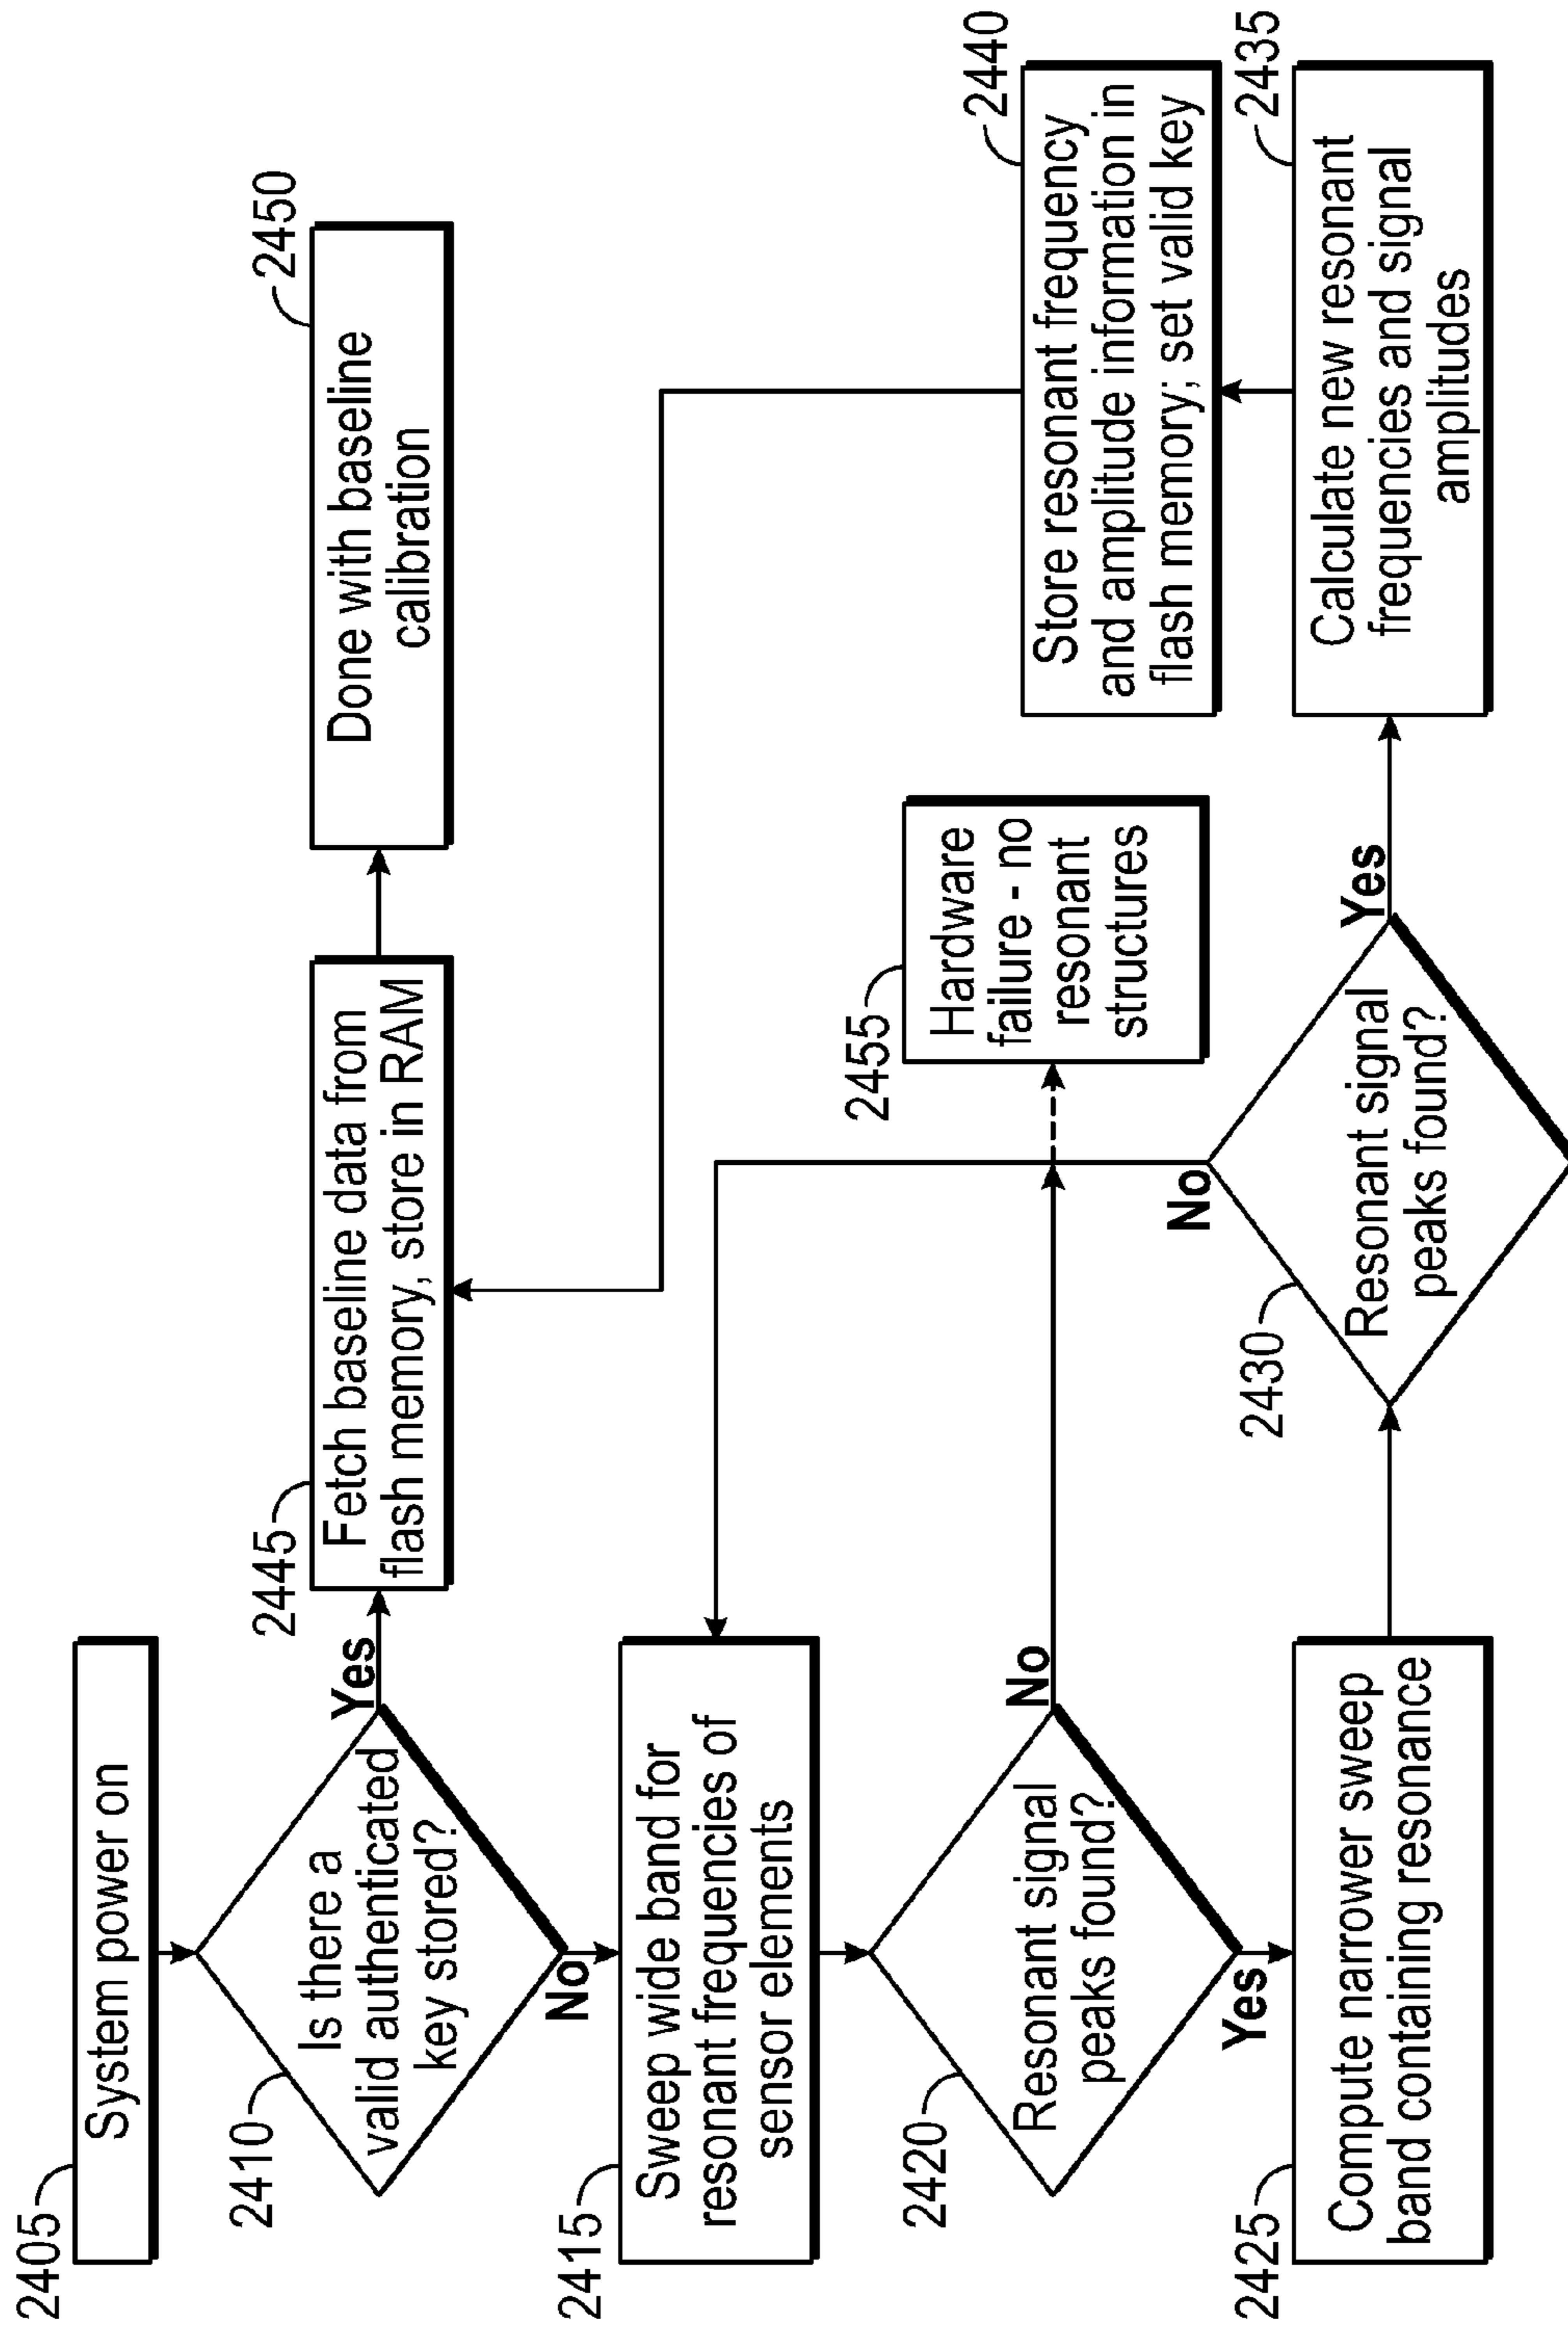 2405
System power on
2410
Is there a
valid authenticated
key stored?
Yes
No
2445
Fetch baseline data from
flash memory, store in RAM
2450
Done with baseline
calibration
2415
Sweep wide band for
resonant frequencies of
sensor elements
2420
Resonant signal
peaks found?
No
Yes
2455
Hardware
failure - no
resonant
structures
2425
Compute narrower sweep
band containing resonance
2430
Resonant signal
peaks found?
No
Yes
2435
Calculate new resonant
frequencies and signal
amplitudes
2440
Store resonant frequency
and amplitude information in
flash memory; set valid key